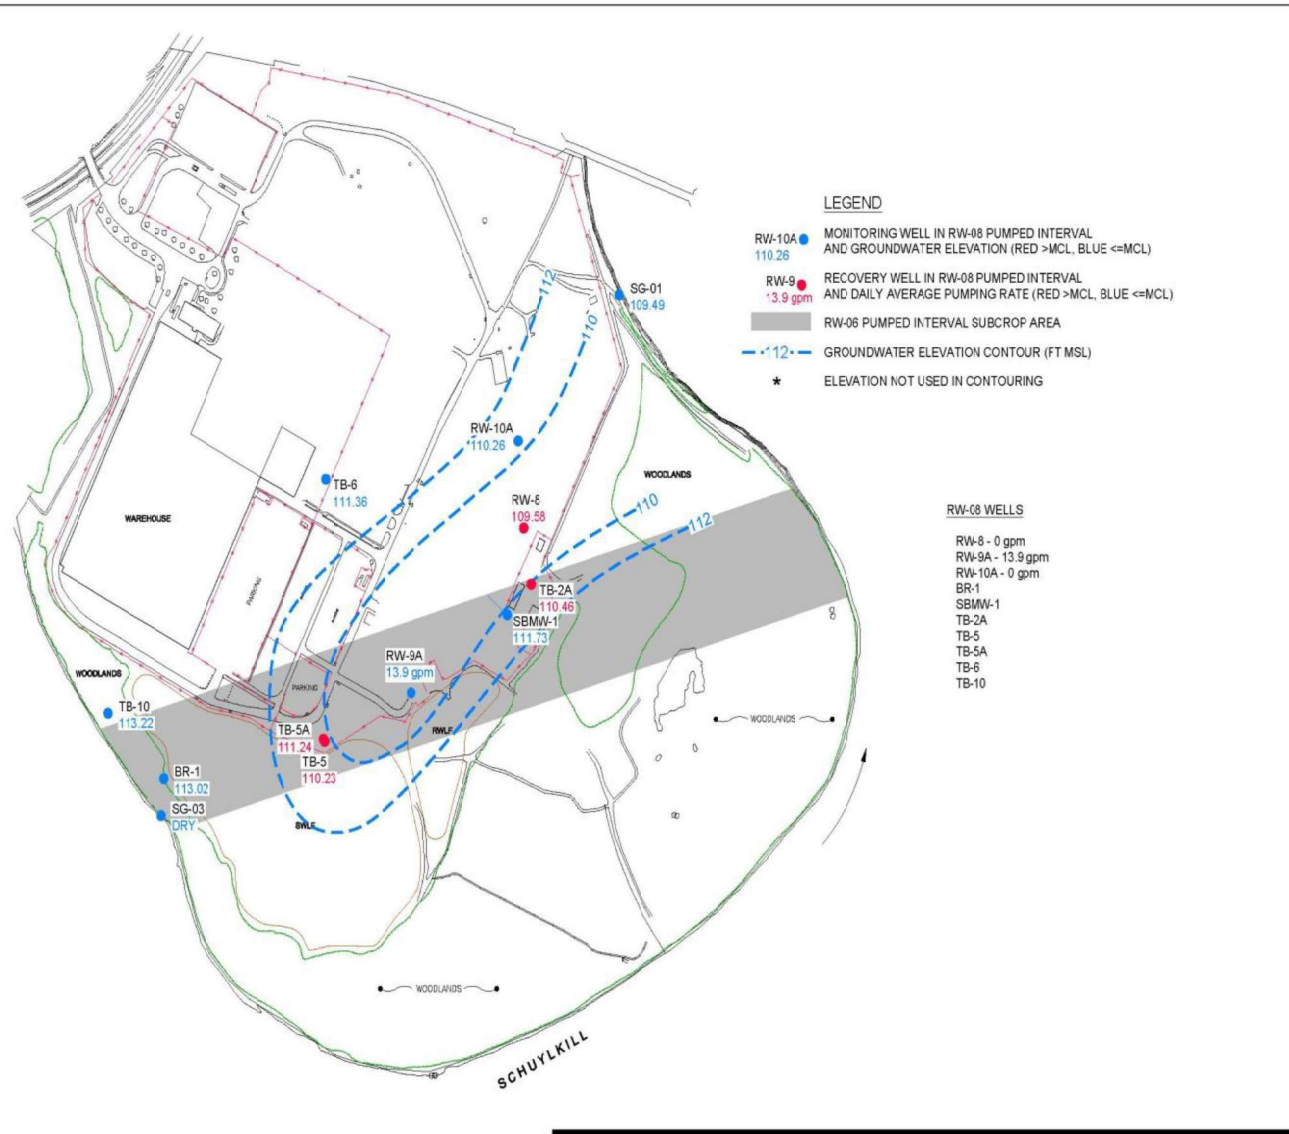 LEGEND
RW-10A
110.26
MONITORING WELL IN RW-08 PUMPED INTERVAL
AND GROUNDWATER ELEVATION (RED >MCL, BLUE <=MCL)
RW-9
13.9 gpm
RECOVERY WELL IN RW-08 PUMPED INTERVAL
AND DAILY AVERAGE PUMPING RATE (RED >MCL, BLUE <=MCL)
RW-06 PUMPED INTERVAL SUBCROP AREA
112
GROUNDWATER ELEVATION CONTOUR (FT MSL)
*
ELEVATION NOT USED IN CONTOURING
112
110
SG-01
109.49
RW-10A
110.26
TB-6
111.36
WOODLANDS
RW-8
109.58
110
112
WAREHOUSE
PARKING
TB-2A
110.46
SBMW-1
111.73
RW-9A
13.9 gpm
WOODLANDS
PARKING
TB-10
113.22
WOODLANDS
TB-5A
111.24
RWLF
TB-5
110.23
BR-1
113.02
SG-03
DRY
SWLF
WOODLANDS
SCHUYLKILL
RW-08 WELLS
RW-8 - 0 gpm
RW-9A - 13.9 gpm
RW-10A - 0 gpm
BR-1
SBMW-1
TB-2A
TB-5
TB-5A
TB-6
TB-10